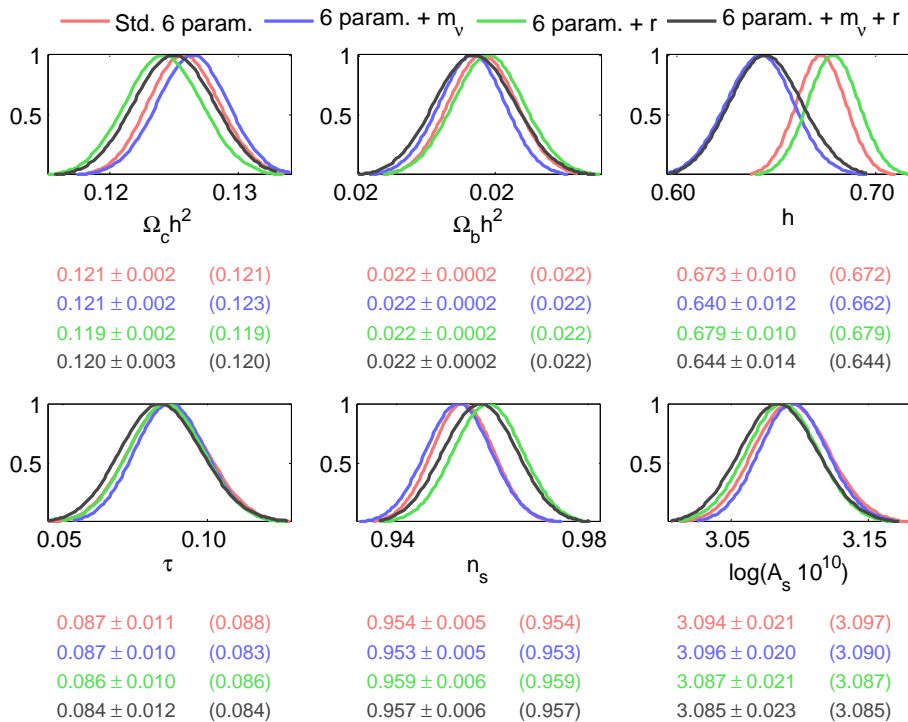 Std. 6 param. 6 param. + m_ν 6 param. + r 6 param. + m_ν + r
1 1 1
0.5 0.5 0.5
0.12 0.13 0.02 0.02 0.60 0.70
Ω_c h² Ω_b h² h
0.121 ± 0.002 (0.121) 0.022 ± 0.0002 (0.022) 0.673 ± 0.010 (0.672)
0.121 ± 0.002 (0.123) 0.022 ± 0.0002 (0.022) 0.640 ± 0.012 (0.662)
0.119 ± 0.002 (0.119) 0.022 ± 0.0002 (0.022) 0.679 ± 0.010 (0.679)
0.120 ± 0.003 (0.120) 0.022 ± 0.0002 (0.022) 0.644 ± 0.014 (0.644)
1 1 1
0.5 0.5 0.5
0.05 0.10 0.94 0.98 3.05 3.15
τ n_s log(A_s 10¹⁰)
0.087 ± 0.011 (0.088) 0.954 ± 0.005 (0.954) 3.094 ± 0.021 (3.097)
0.087 ± 0.010 (0.083) 0.953 ± 0.005 (0.953) 3.096 ± 0.020 (3.090)
0.086 ± 0.010 (0.086) 0.959 ± 0.006 (0.959) 3.087 ± 0.021 (3.087)
0.084 ± 0.012 (0.084) 0.957 ± 0.006 (0.957) 3.085 ± 0.023 (3.085)